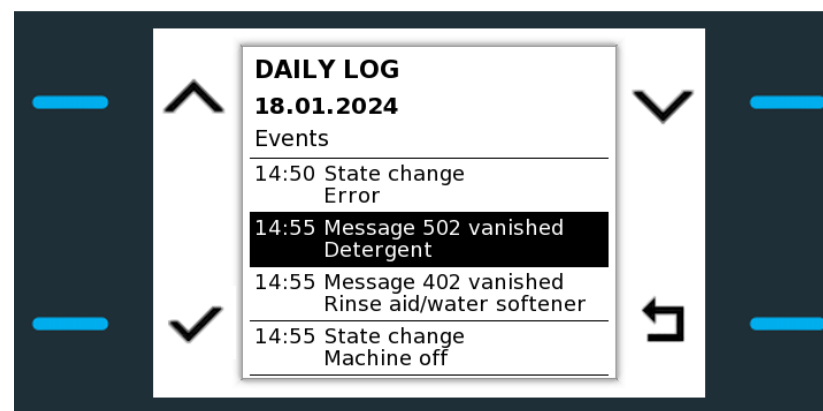 DAILY LOG
18.01.2024
Events
14:50 State change
Error
14:55 Message 502 vanished
Detergent
14:55 Message 402 vanished
Rinse aid/water softener
14:55 State change
Machine off